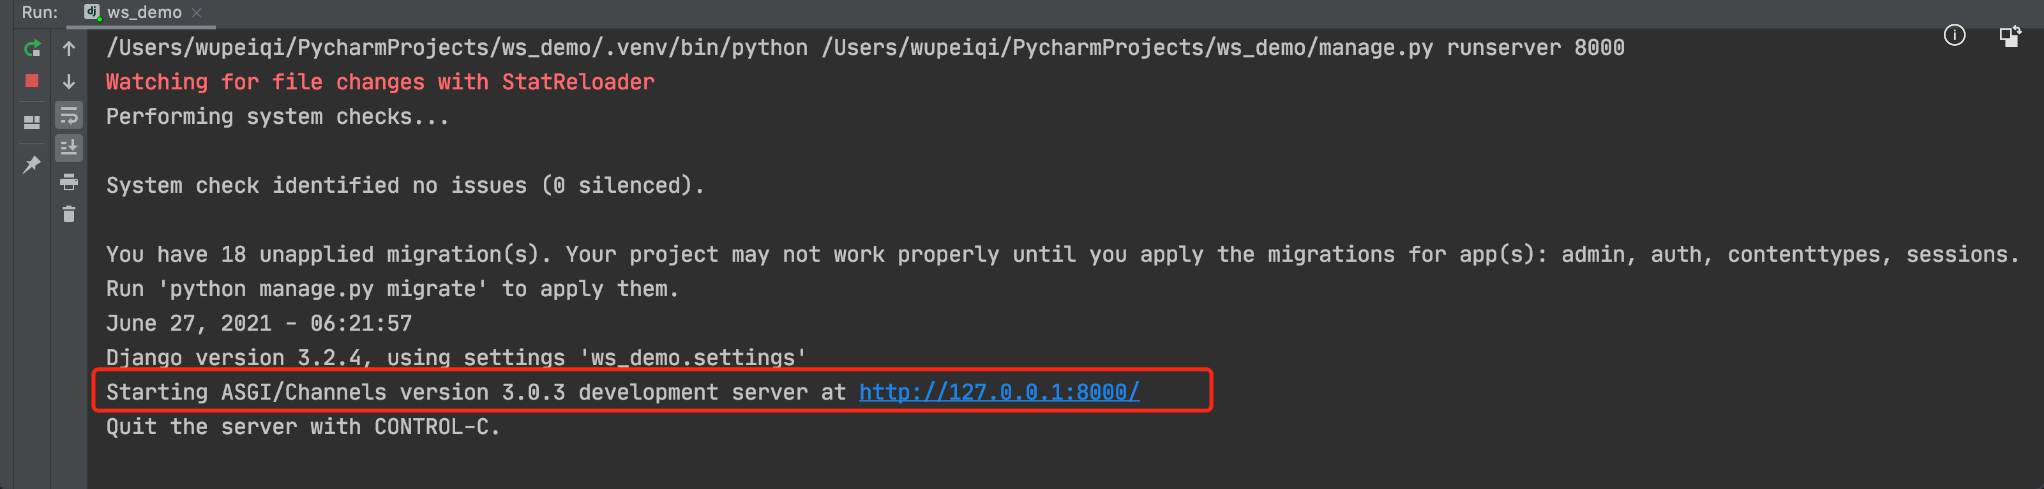 Run: ws_demo
/Users/wupeiqi/PycharmProjects/ws_demo/.venv/bin/python /Users/wupeiqi/PycharmProjects/ws_demo/manage.py runserver 8000
Watching for file changes with StatReloader
Performing system checks...
System check identified no issues (0 silenced).
You have 18 unapplied migration(s). Your project may not work properly until you apply the migrations for app(s): admin, auth, contenttypes, sessions.
Run 'python manage.py migrate' to apply them.
June 27, 2021 - 06:21:57
Django version 3.2.4, using settings 'ws_demo.settings'
Starting ASGI/Channels version 3.0.3 development server at http://127.0.0.1:8000/
Quit the server with CONTROL-C.